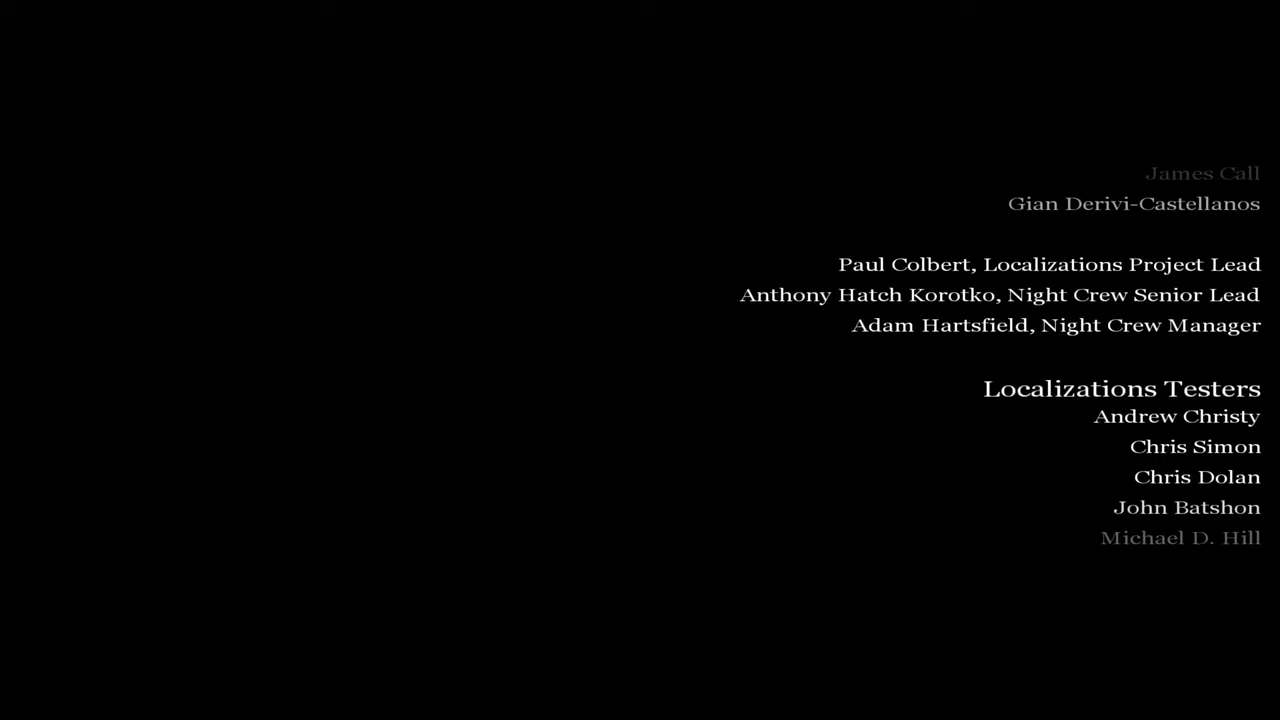 James Call
Gian Derivi-Castellanos
Paul Colbert, Localizations Project Lead
Anthony Hatch Korotko, Night Crew Senior Lead
Adam Hartsfield, Night Crew Manager
Localizations Testers
Andrew Christy
Chris Simon
Chris Dolan
John Batshon
Michael D. Hill